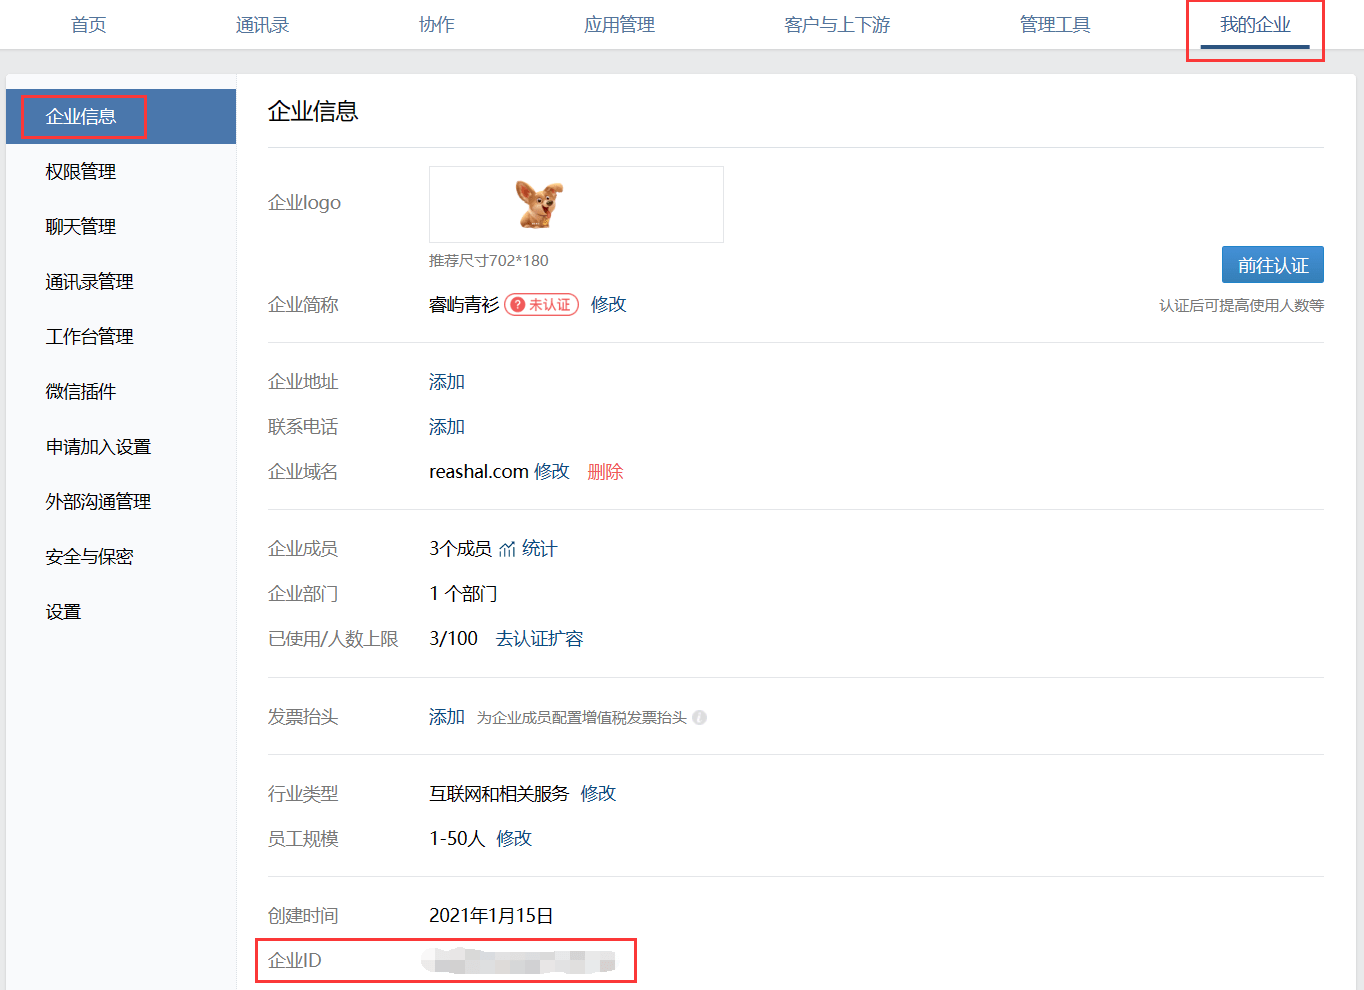 首页 通讯录 协作 应用管理 客户与上下游 管理工具 我的企业
企业信息
权限管理
聊天管理
通讯录管理
工作台管理
微信插件
申请加入设置
外部沟通管理
安全与保密
设置
企业信息
企业logo
推荐尺寸702*180
前往认证
企业简称 睿屿青衫 ? 未认证 修改
认证后可提高使用人数等
企业地址 添加
联系电话 添加
企业域名 reashal.com 修改 删除
企业成员 3个成员 统计
企业部门 1 个部门
已使用/人数上限 3/100 去认证扩容
发票抬头 添加 为企业成员配置增值税发票抬头 i
行业类型 互联网和相关服务 修改
员工规模 1-50人 修改
创建时间 2021年1月15日
企业ID